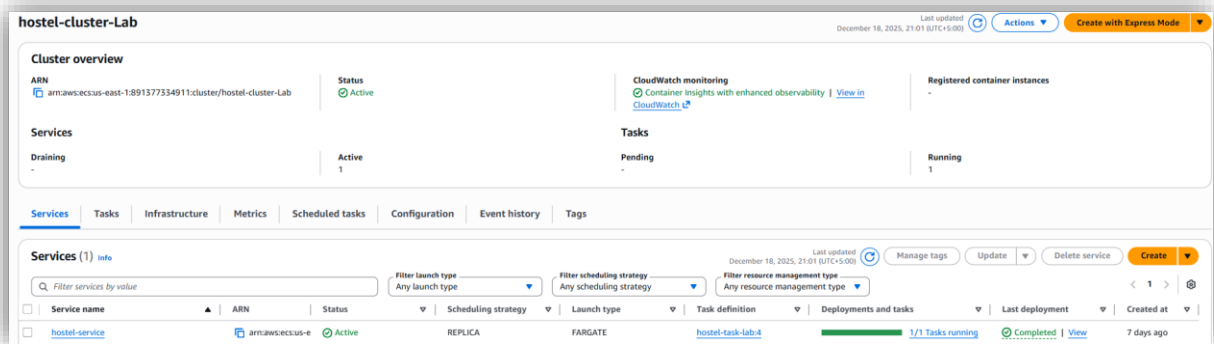 hostel-cluster-Lab
Last updated
December 18, 2025, 21:01 (UTC+5:00)
Actions
Create with Express Mode
Cluster overview
ARN
arn:aws:ecs:us-east-1:891377334911:cluster/hostel-cluster-Lab
Status
Active
CloudWatch monitoring
Container Insights with enhanced observability | View in
CloudWatch
Registered container instances
-
Services
Tasks
Draining
-
Active
1
Pending
-
Running
1
Services Tasks Infrastructure Metrics Scheduled tasks Configuration Event history Tags
Services (1) Info
Last updated
December 18, 2025, 21:01 (UTC+5:00)
Manage tags
Update
Delete service
Create
Filter services by value
Filter launch type
Any launch type
Filter scheduling strategy
Any scheduling strategy
Filter resource management type
Any resource management type
1
Service name ARN Status Scheduling strategy Launch type Task definition Deployments and tasks Last deployment Created at
hostel-service arn:aws:ecs:us-e Active REPLICA FARGATE hostel-task-lab:4 1/1 Tasks running Completed | View 7 days ago